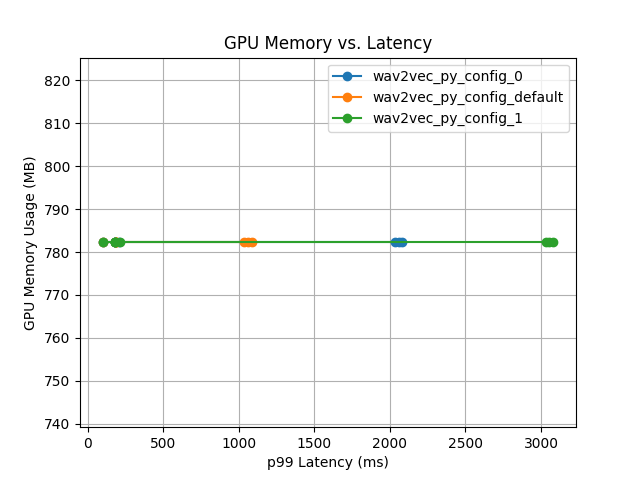 GPU Memory vs. Latency
wav2vec_py_config_0
wav2vec_py_config_default
wav2vec_py_config_1
GPU Memory Usage (MB)
820
810
800
790
780
770
760
750
740
0 500 1000 1500 2000 2500 3000
p99 Latency (ms)